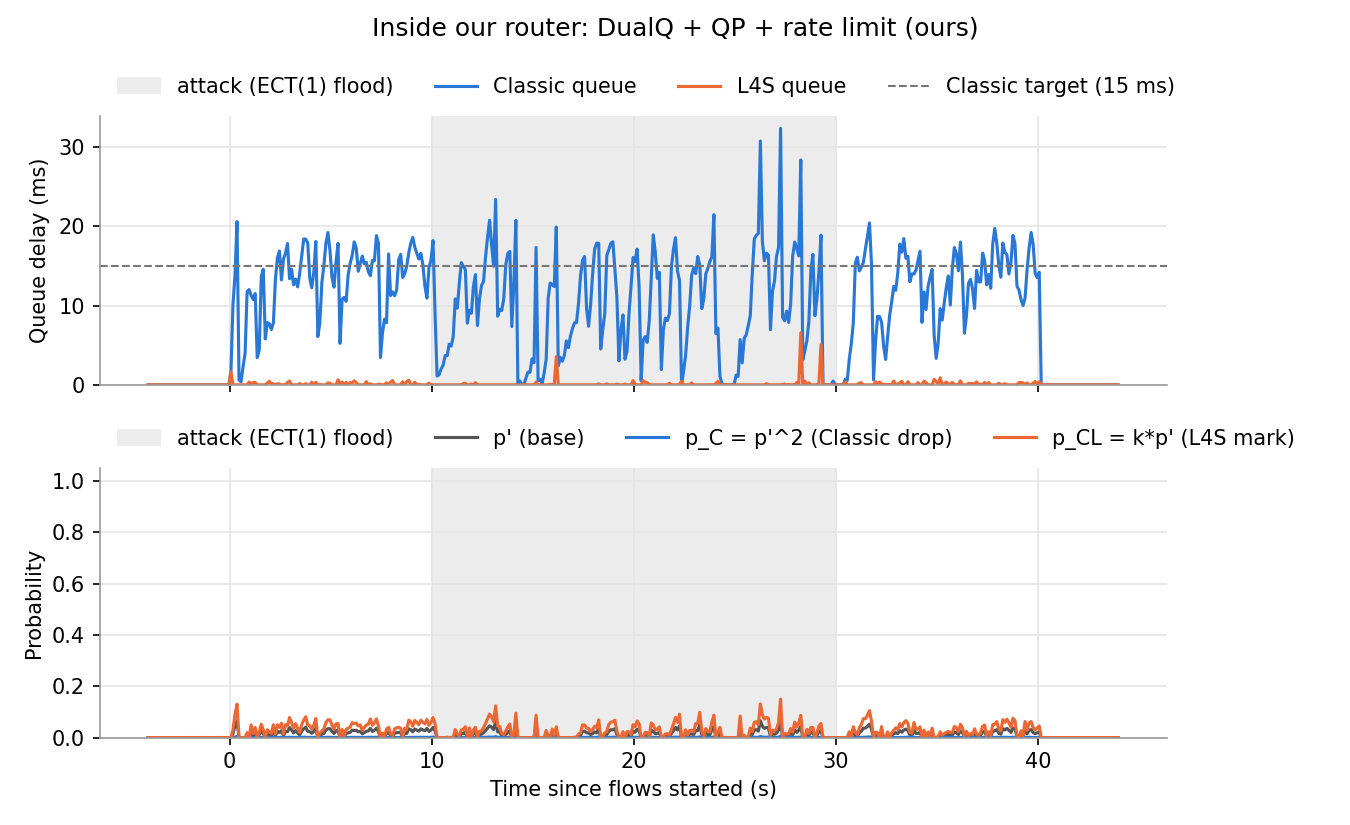 Inside our router: DualQ + QP + rate limit (ours)
attack (ECT(1) flood) Classic queue L4S queue Classic target (15 ms)
Queue delay (ms)
30
20
10
0
attack (ECT(1) flood) p' (base) p_C = p'^2 (Classic drop) p_CL = k*p' (L4S mark)
Probability
1.0
0.8
0.6
0.4
0.2
0.0
0 10 20 30 40
Time since flows started (s)